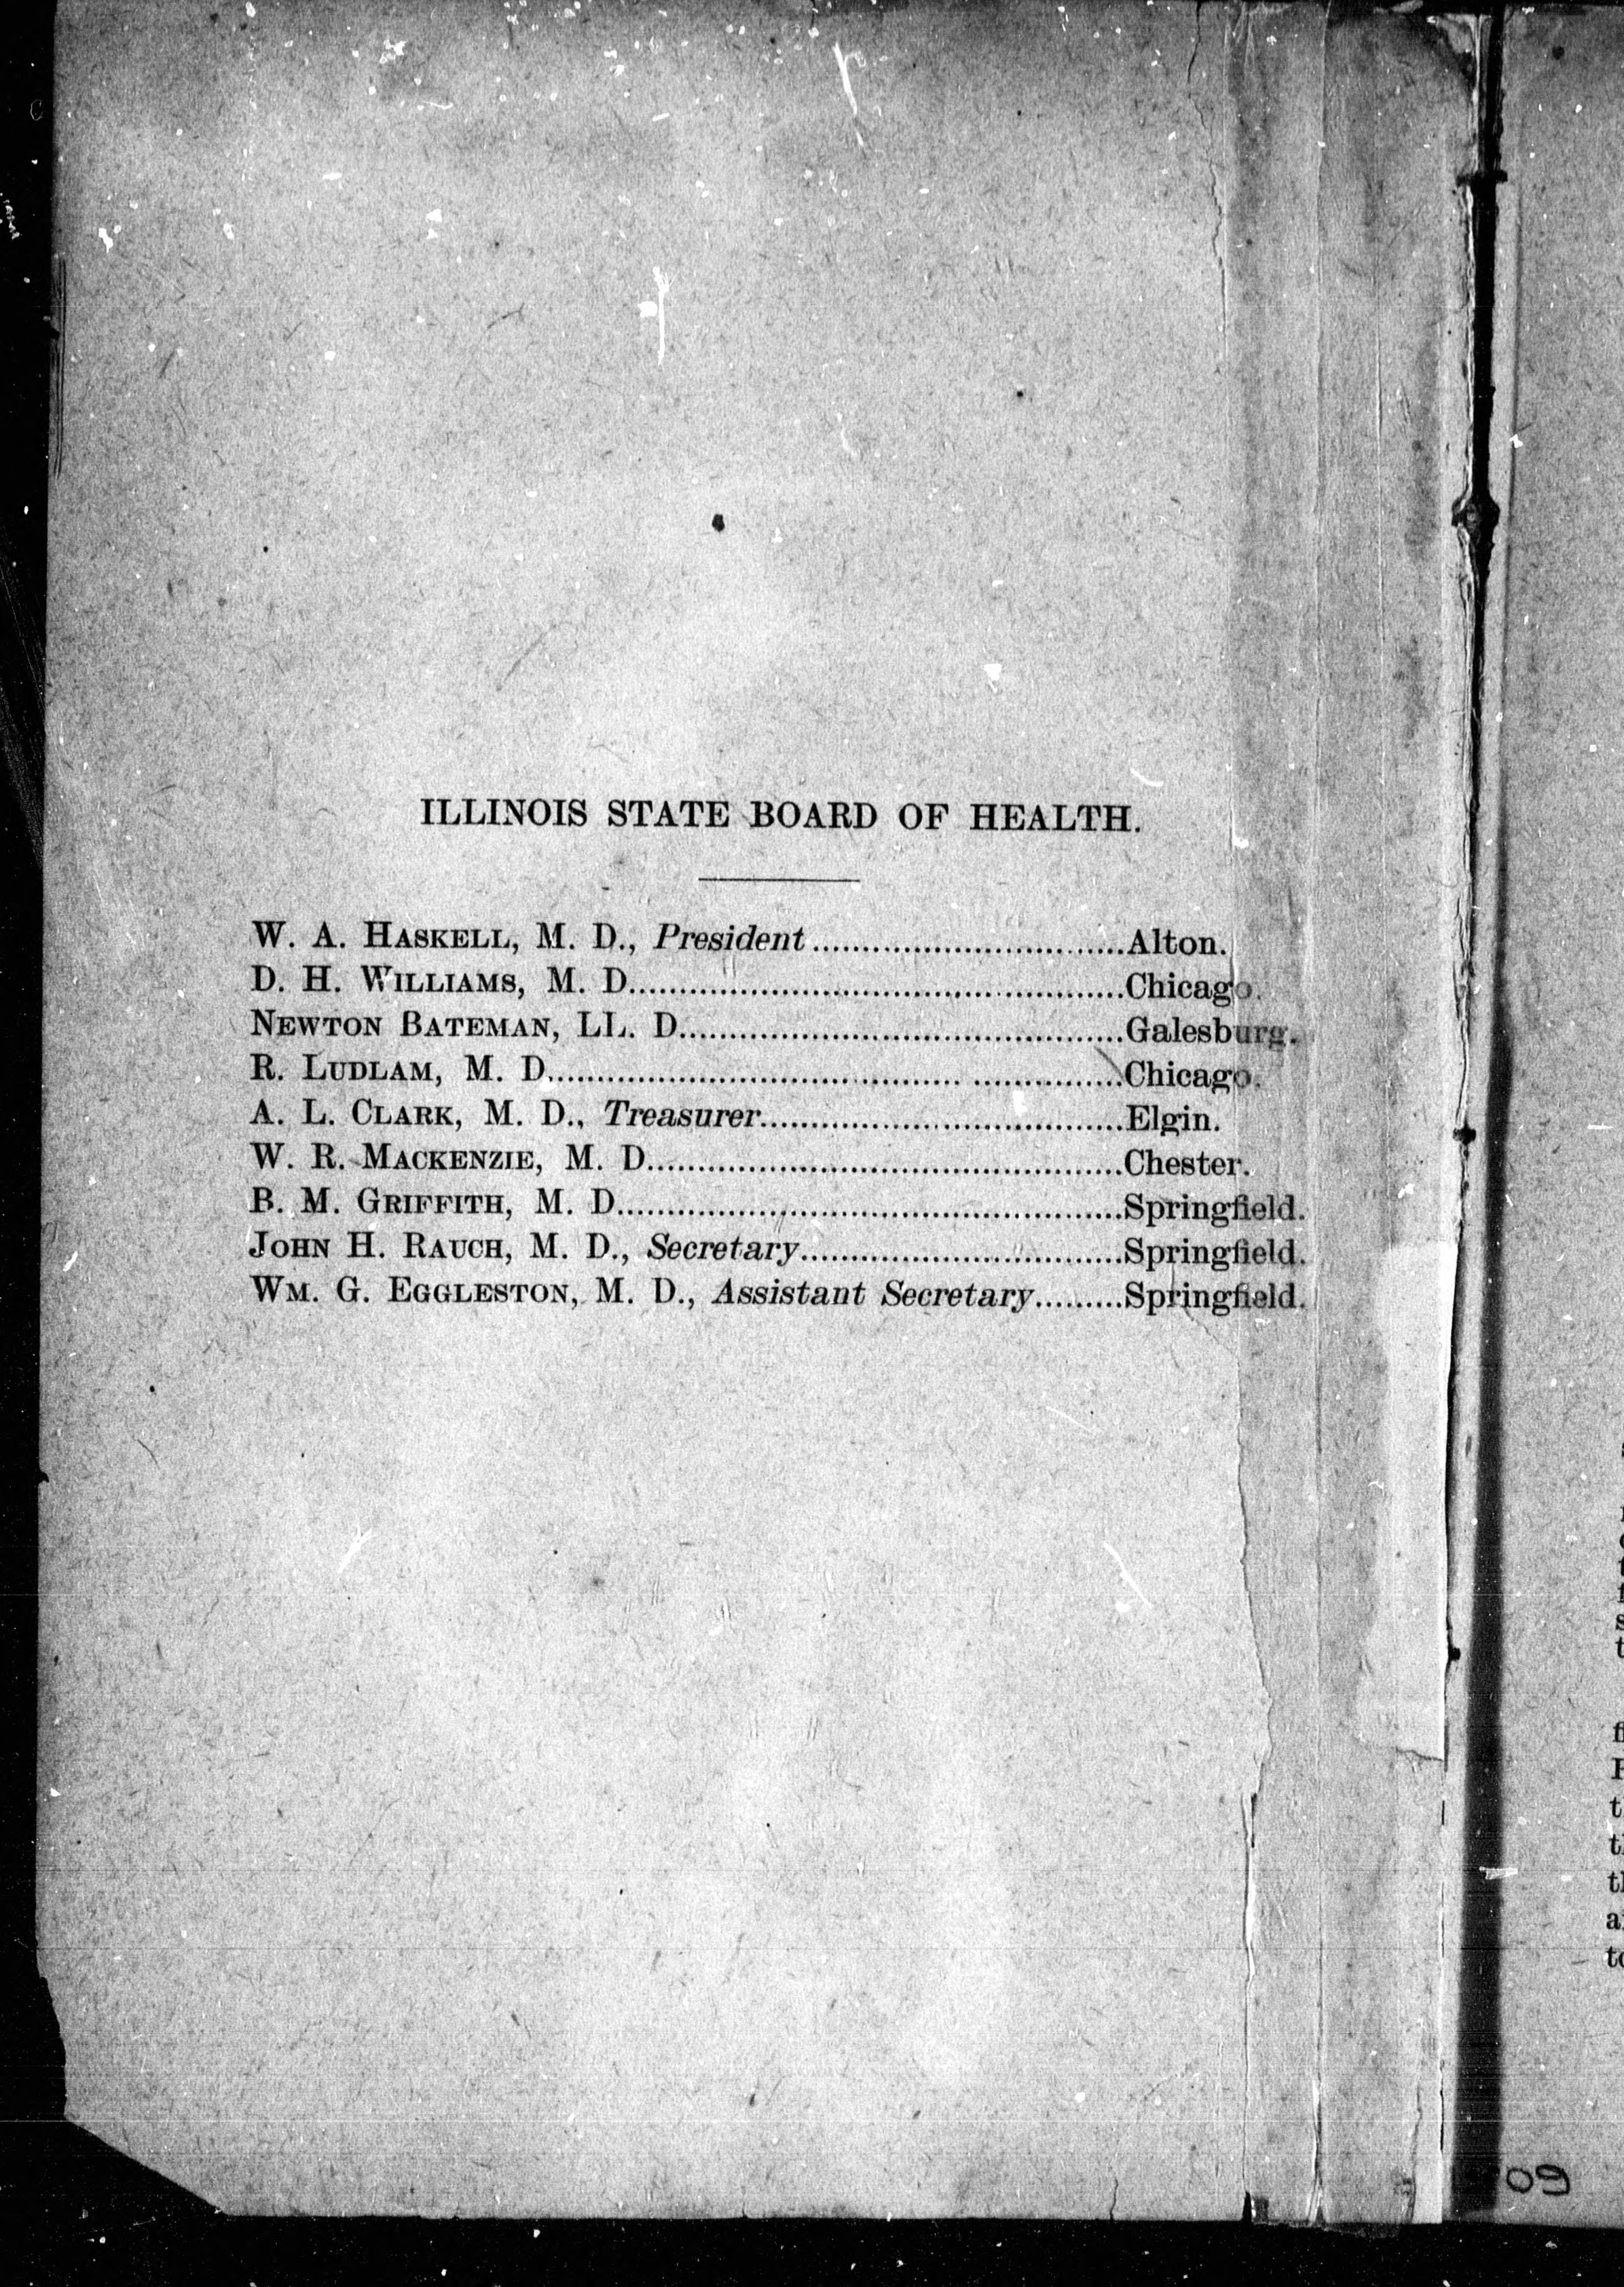 ILLINOIS STATE BOARD OF HEALTH.
W. A. HASKELL, M. D., President..............................Alton.
D. H. WILLIAMS, M. D................................................Chicago.
NEWTON BATEMAN, LL. D...........................................Galesburg.
R. LUDLAM, M. D........................................ ...............Chicago.
A. L. CLARK, M. D., Treasurer...................................Elgin.
W. R. MACKENZIE, M. D..............................................Chester.
B. M. GRIFFITH, M. D.................................................Springfield.
JOHN H. RAUCH, M. D., Secretary...............................Springfield.
WM. G. EGGLESTON, M. D., Assistant Secretary.........Springfield.